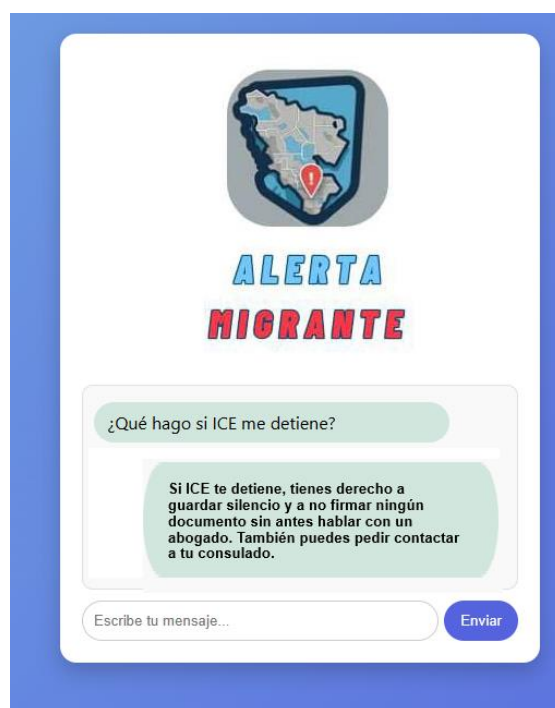 !
ALERTA
MIGRANTE
¿Qué hago si ICE me detiene?
Si ICE te detiene, tienes derecho a
guardar silencio y a no firmar ningún
documento sin antes hablar con un
abogado. También puedes pedir contactar
a tu consulado.
Escribe tu mensaje...
Enviar